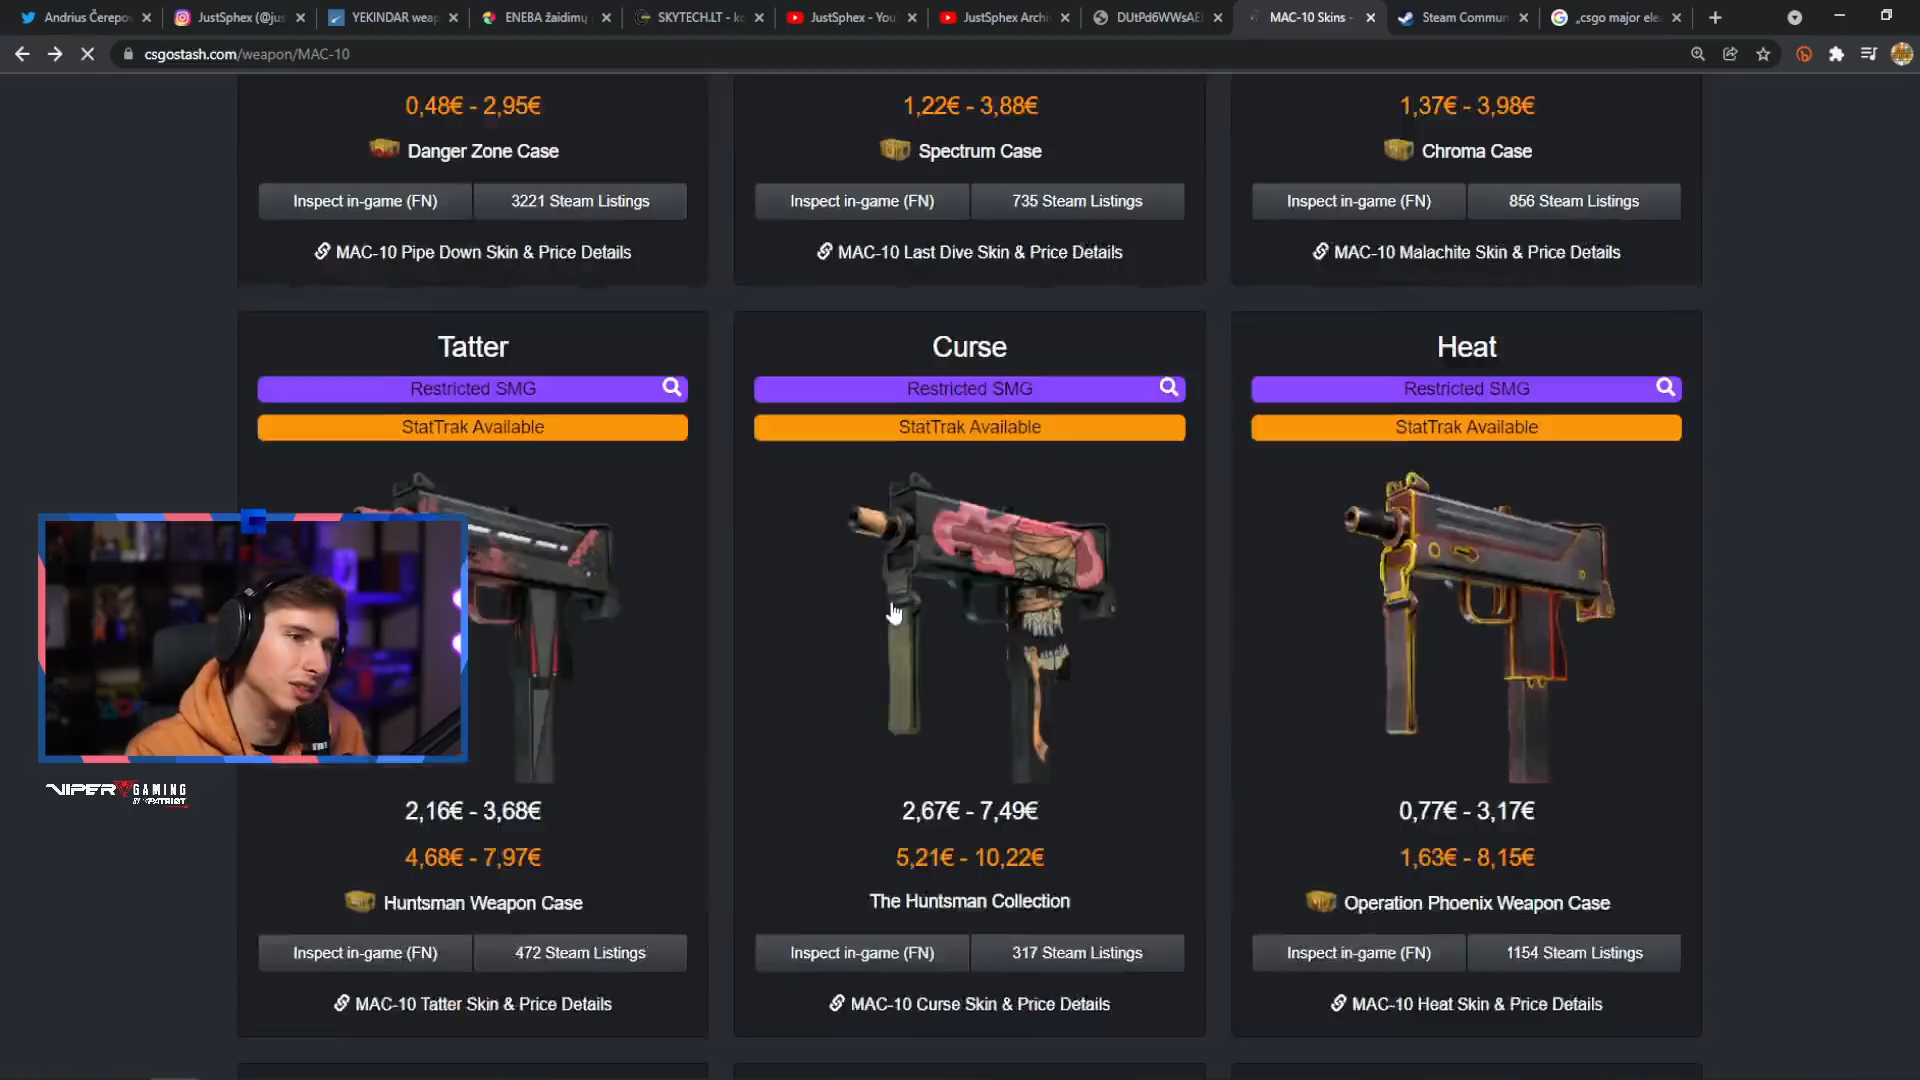 Andrius Čerepov
JustSphex (@jus
YEKINDAR weap
ENEBA žaidimų
SKYTECH.LT - ko
JustSphex - You
JustSphex Archi
DUtPd6WWsAE
MAC-10 Skins -
Steam Commun
„csgo major ele
csgostash.com/weapon/MAC-10
0,48€ - 2,95€
1,22€ - 3,88€
1,37€ - 3,98€
Danger Zone Case
Spectrum Case
Chroma Case
Inspect in-game (FN)
3221 Steam Listings
Inspect in-game (FN)
735 Steam Listings
Inspect in-game (FN)
856 Steam Listings
MAC-10 Pipe Down Skin & Price Details
MAC-10 Last Dive Skin & Price Details
MAC-10 Malachite Skin & Price Details
Tatter
Curse
Heat
Restricted SMG
Restricted SMG
Restricted SMG
StatTrak Available
StatTrak Available
StatTrak Available
VIPER GAMING
BY PATRIOT
2,16€ - 3,68€
2,67€ - 7,49€
0,77€ - 3,17€
4,68€ - 7,97€
5,21€ - 10,22€
1,63€ - 8,15€
Huntsman Weapon Case
The Huntsman Collection
Operation Phoenix Weapon Case
Inspect in-game (FN)
472 Steam Listings
Inspect in-game (FN)
317 Steam Listings
Inspect in-game (FN)
1154 Steam Listings
MAC-10 Tatter Skin & Price Details
MAC-10 Curse Skin & Price Details
MAC-10 Heat Skin & Price Details